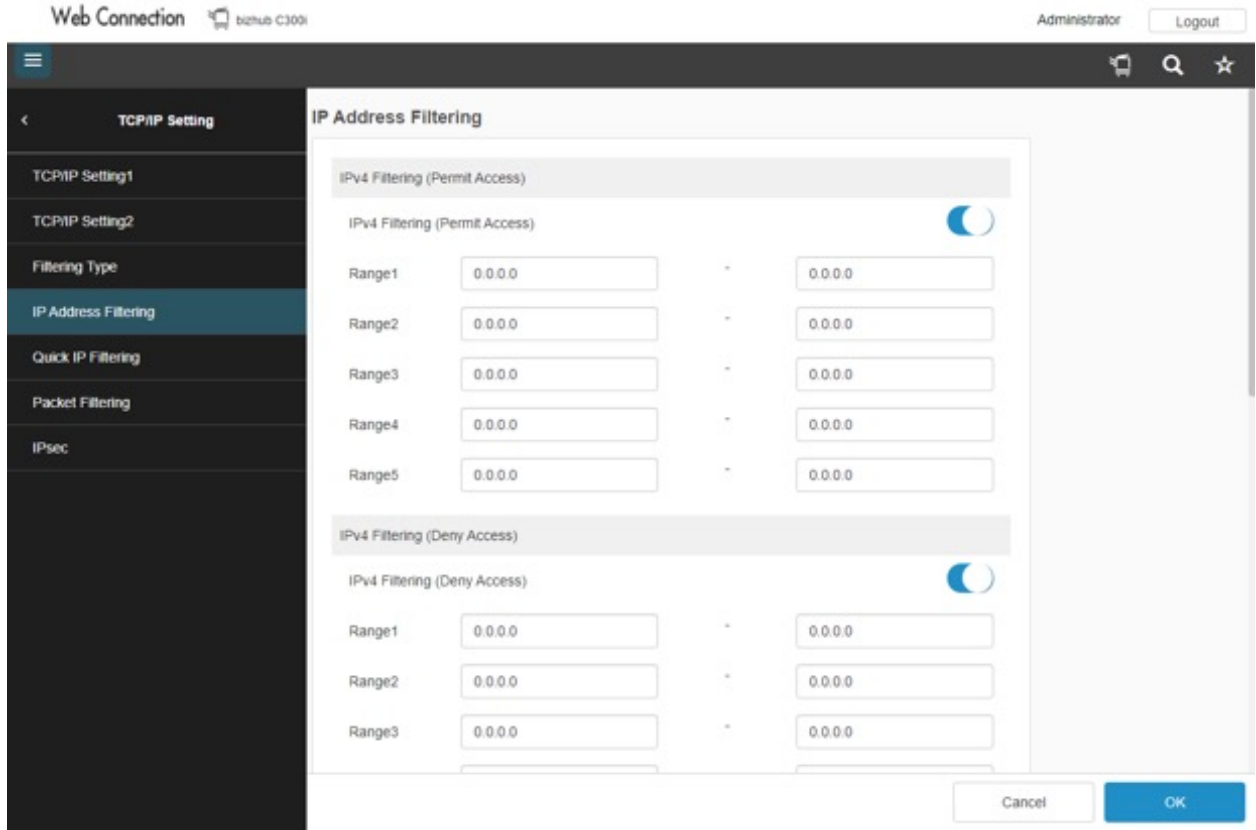 Web Connection bizhub C300i Administrator Logout
TCP/IP Setting
IP Address Filtering
TCP/IP Setting1
IPv4 Filtering (Permit Access)
TCP/IP Setting2
IPv4 Filtering (Permit Access)
Filtering Type
Range1 0.0.0.0 - 0.0.0.0
IP Address Filtering
Range2 0.0.0.0 - 0.0.0.0
Quick IP Filtering
Range3 0.0.0.0 - 0.0.0.0
Packet Filtering
Range4 0.0.0.0 - 0.0.0.0
IPsec
Range5 0.0.0.0 - 0.0.0.0
IPv4 Filtering (Deny Access)
IPv4 Filtering (Deny Access)
Range1 0.0.0.0 - 0.0.0.0
Range2 0.0.0.0 - 0.0.0.0
Range3 0.0.0.0 - 0.0.0.0
Cancel OK